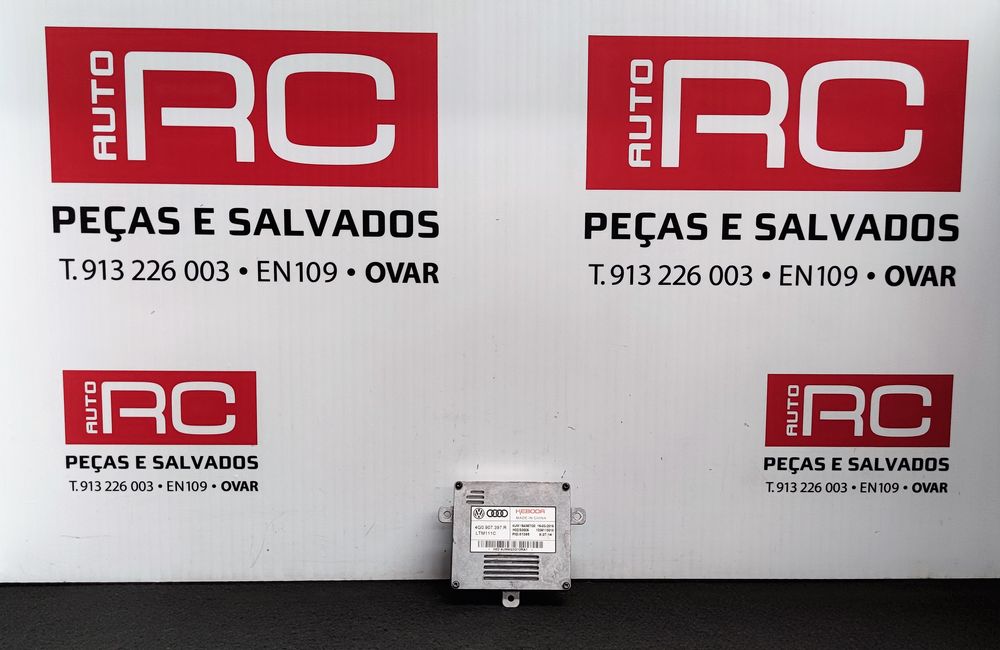 AUTO RC
PEÇAS E SALVADOS
T. 913 226 003 • EN109 • OVAR
AUTO RC
PEÇAS E SALVADOS
T. 913 226 003 • EN109 • OVAR
AUTO RC
PEÇAS E SALVADOS
T. 913 226 003 • EN109 • OVAR
AUTO RC
PEÇAS E SALVADOS
T. 913 226 003 • EN109 • OVAR
KEBODA
MADE IN CHINA
4G0 907 397 R
LTM111C